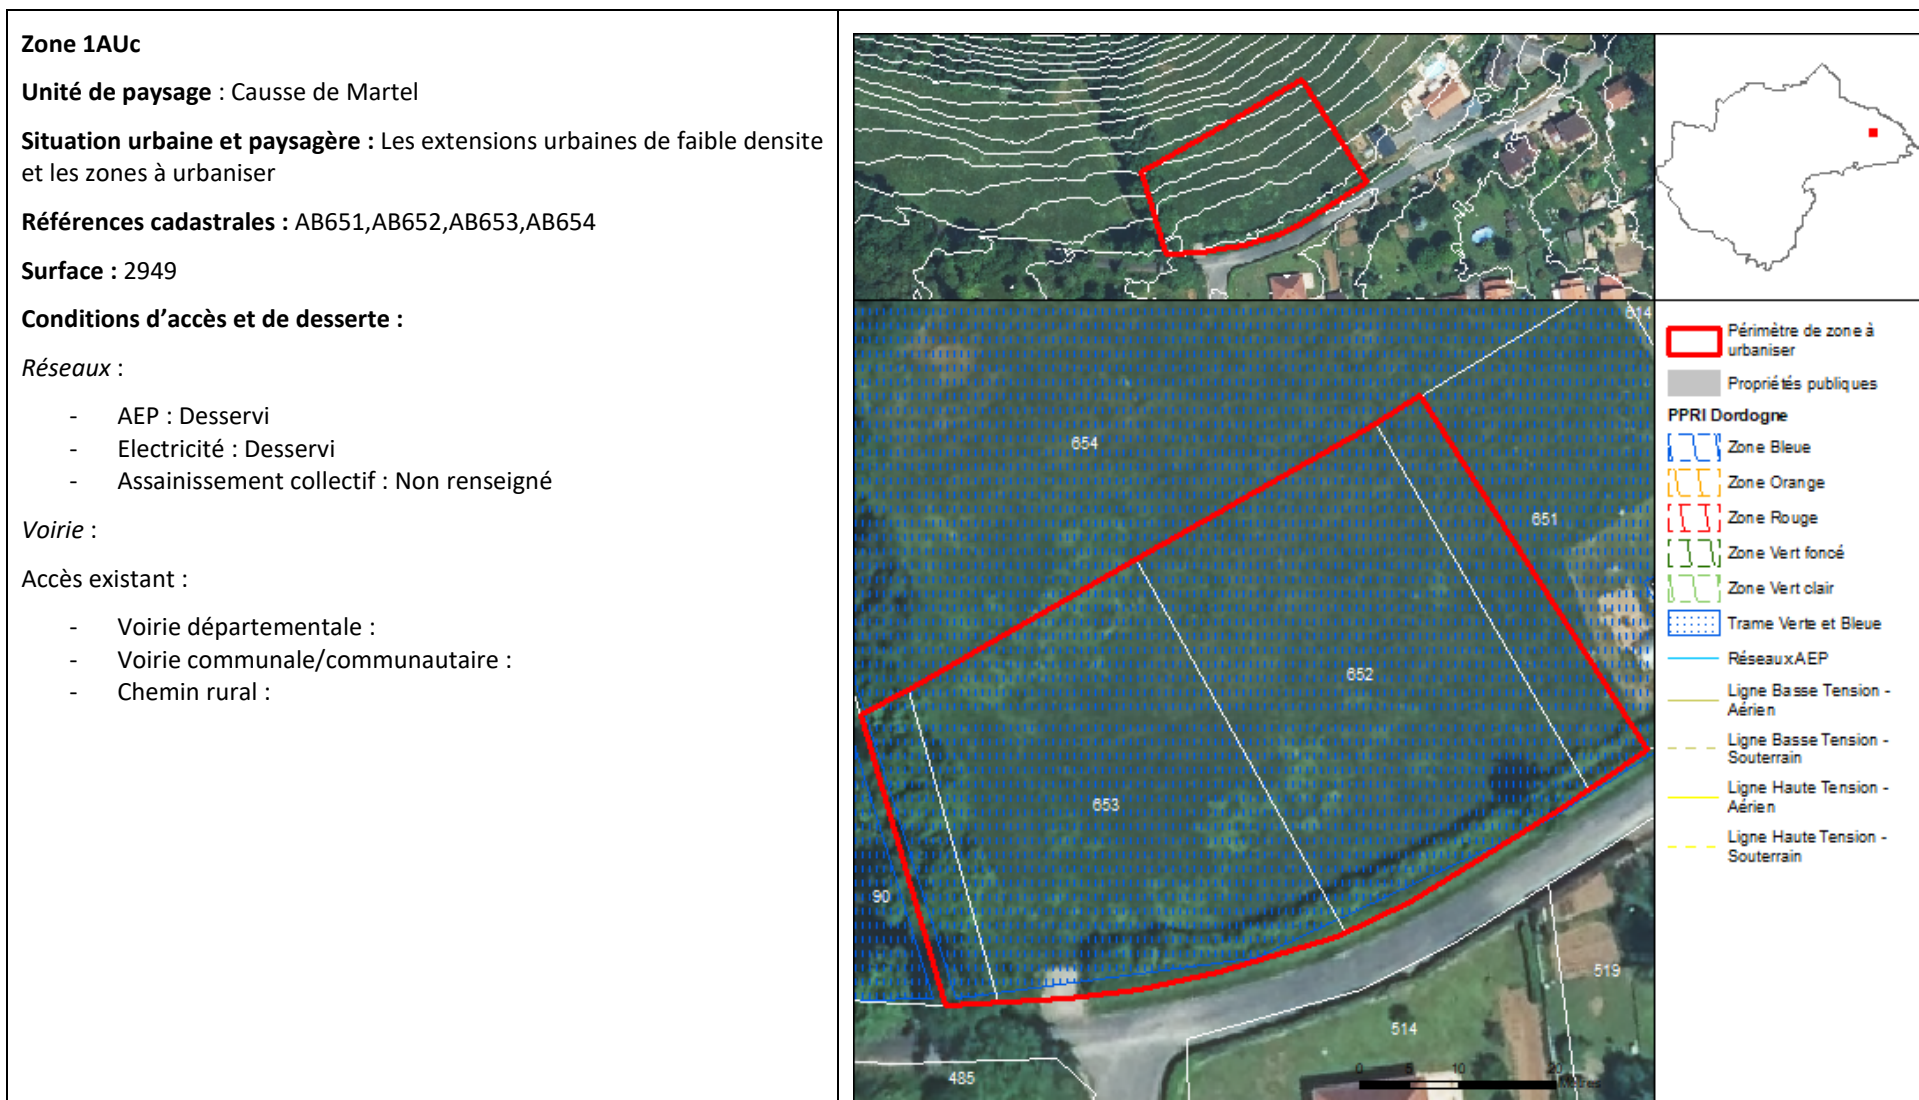 Zone 1AUc
Unité de paysage : Causse de Martel
Situation urbaine et paysagère : Les extensions urbaines de faible densite
et les zones à urbaniser
Références cadastrales : AB651,AB652,AB653,AB654
Surface : 2949
Conditions d'accès et de desserte :
Réseaux :
- AEP : Desservi
- Electricité : Desservi
- Assainissement collectif : Non renseigné
Voirie :
Accès existant :
- Voirie départementale :
- Voirie communale/communautaire :
- Chemin rural :
614
654
651
652
653
90
519
514
485
0 5 10 20
Mètres
Périmètre de zone à
urbaniser
Propriétés publiques
PPRI Dordogne
Zone Bleue
Zone Orange
Zone Rouge
Zone Vert foncé
Zone Vert clair
Trame Verte et Bleue
Réseaux AEP
Ligne Basse Tension -
Aérien
Ligne Basse Tension -
Souterrain
Ligne Haute Tension -
Aérien
Ligne Haute Tension -
Souterrain